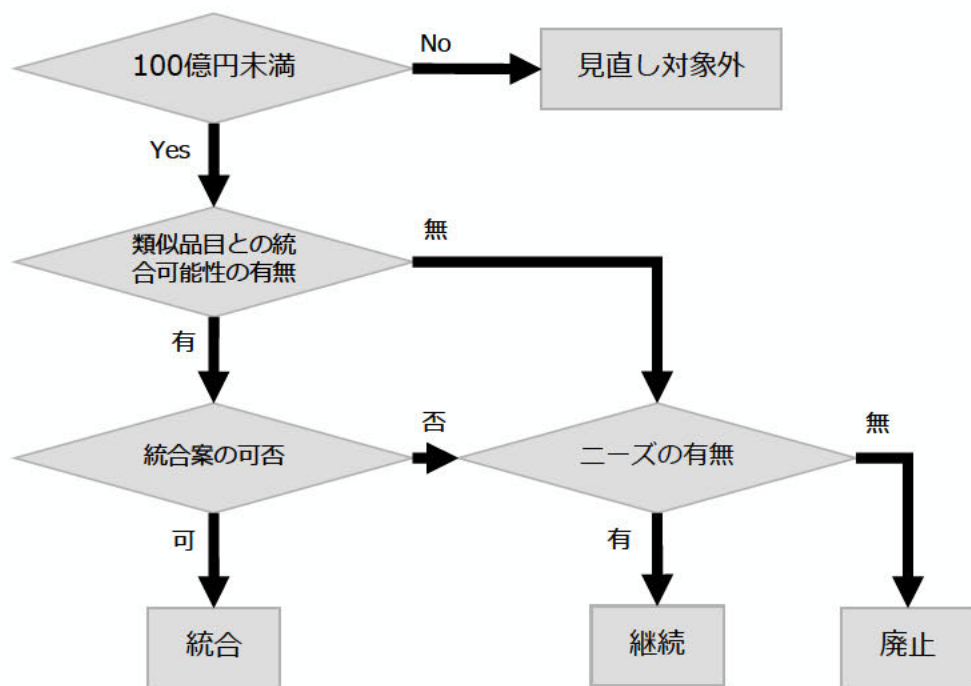 100億円未満
No
見直し対象外
Yes
類似品目との統
合可能性の有無
無
有
統合案の可否
否
ニーズの有無
無
可
有
統合
継続
廃止